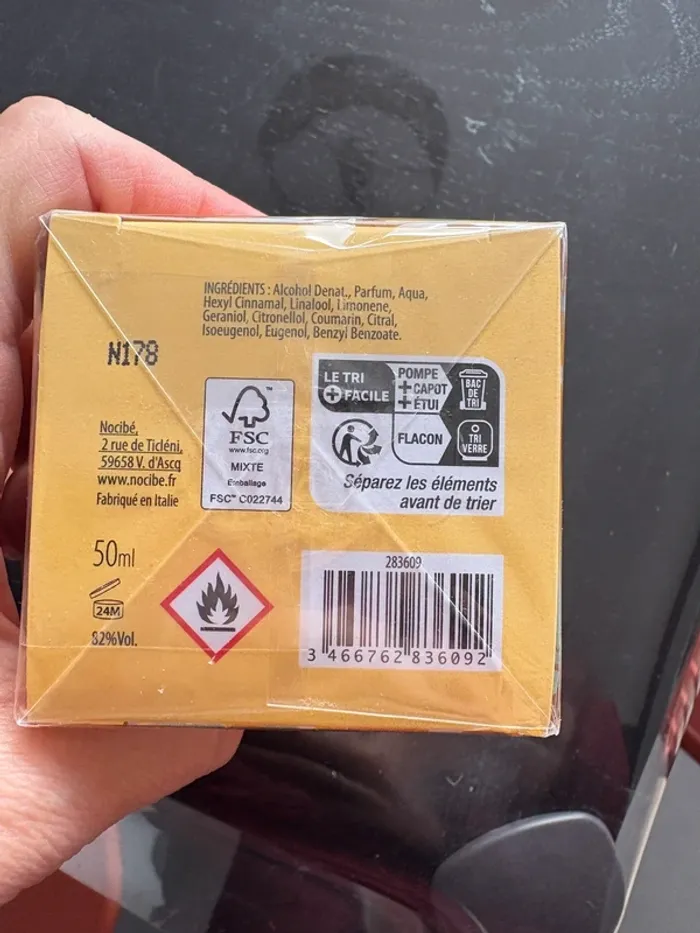 INGRÉDIENTS : Alcohol Denat., Parfum, Aqua,
Hexyl Cinnamal, Linalool, Limonene,
Geraniol, Citronellol, Coumarin, Citral,
Isoeugenol, Eugenol, Benzyl Benzoate.
N178
Nocibé,
2 rue de Ticléni,
59658 V. d'Ascq
www.nocibe.fr
Fabriqué en Italie
FSC™
www.fsc.org
MIXTE
Emballage
FSC™ C022744
LE TRI
+ FACILE
POMPE
+ CAPOT
+ ÉTUI
BAC
DE
TRI
FLACON
TRI
VERRE
Séparez les éléments
avant de trier
50ml
24M
82%Vol.
283609
3 466762 836092